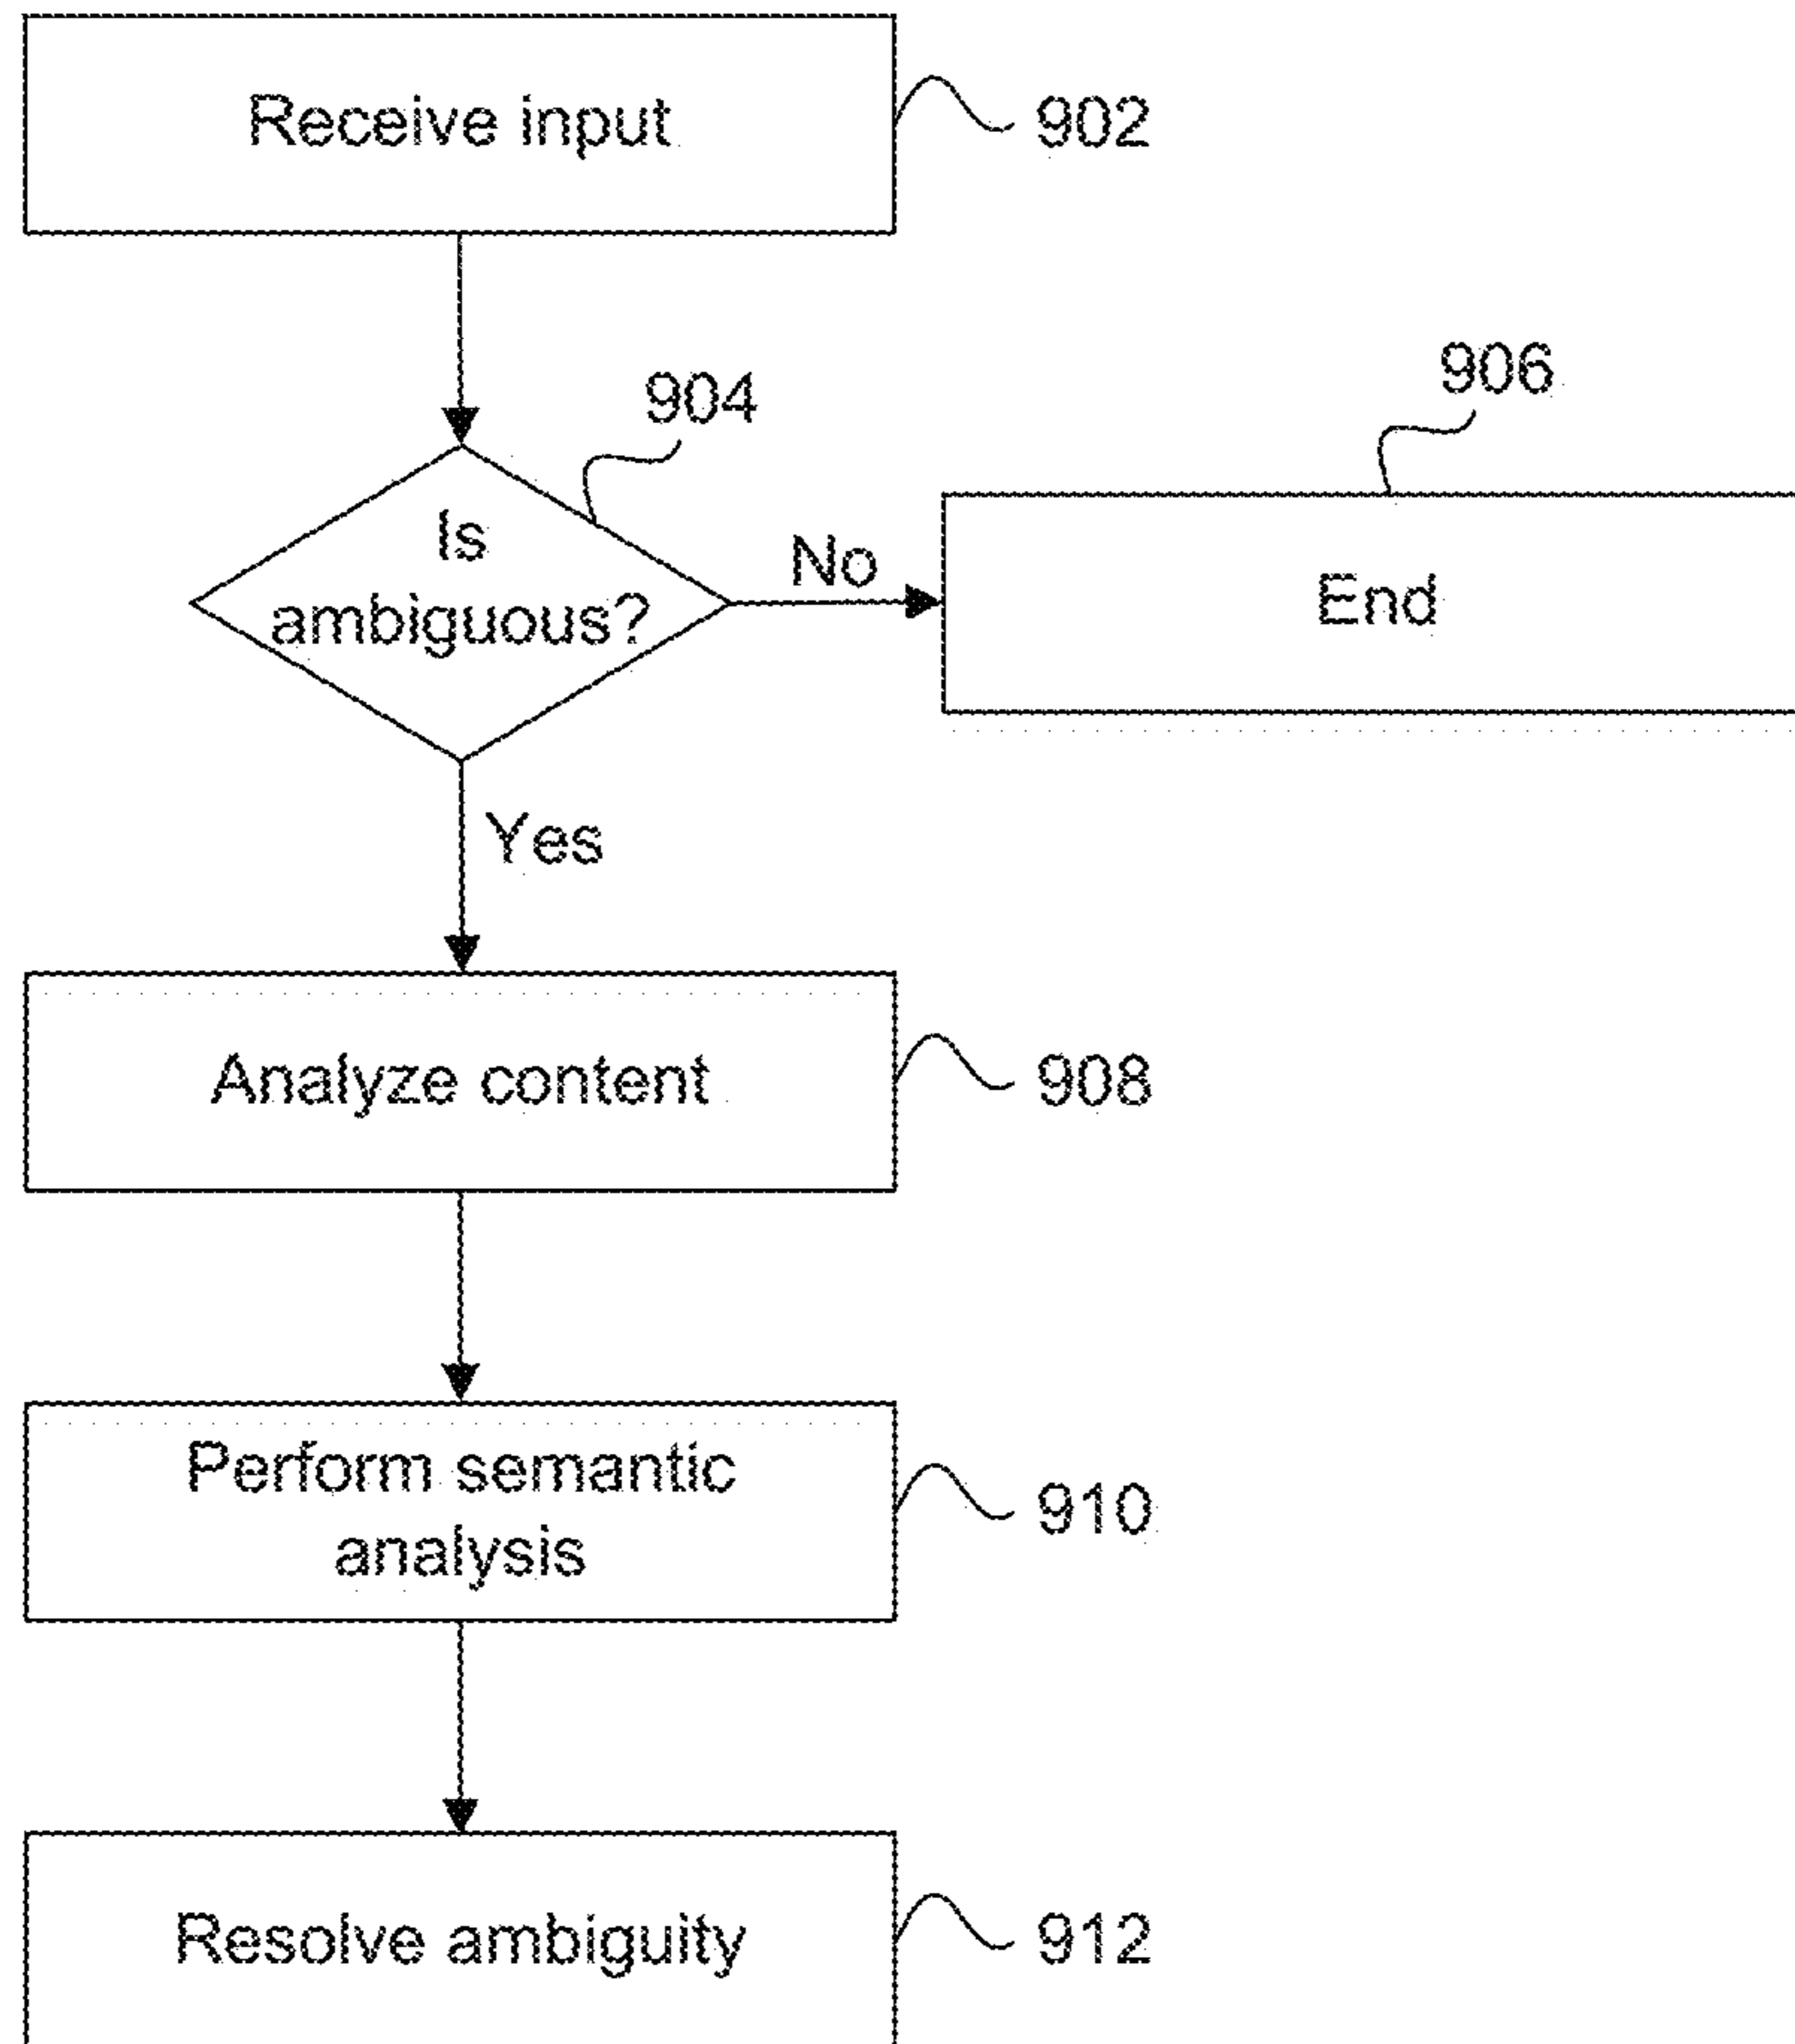 Receive input
902
904
906
Is
ambiguous?
No
End
Yes
Analyze content
908
Perform semantic
analysis
910
Resolve ambiguity
912